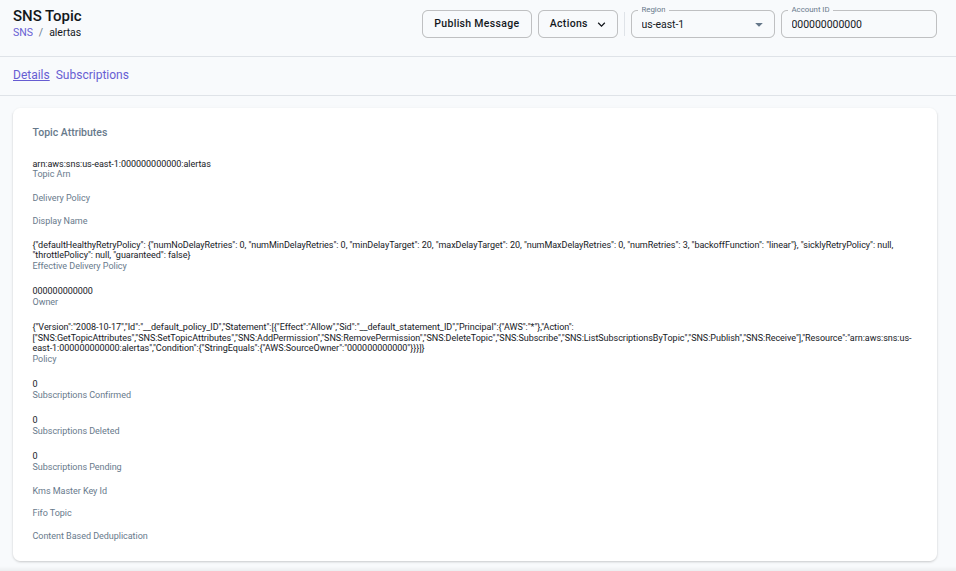 SNS Topic
SNS / alertas
Publish Message
Actions
Region
us-east-1
Account ID
000000000000
Details Subscriptions
Topic Attributes
arn:aws:sns:us-east-1:000000000000:alertas
Topic Arn
Delivery Policy
Display Name
{"defaultHealthyRetryPolicy": {"numNoDelayRetries": 0, "numMinDelayRetries": 0, "minDelayTarget": 20, "maxDelayTarget": 20, "numMaxDelayRetries": 0, "numRetries": 3, "backoffFunction": "linear"}, "sicklyRetryPolicy": null,
"throttlePolicy": null, "guaranteed": false}
Effective Delivery Policy
000000000000
Owner
{"Version":"2008-10-17","Id":"__default_policy_ID","Statement":[{"Effect":"Allow","Sid":"__default_statement_ID","Principal":{"AWS":"*"},"Action":
["SNS:GetTopicAttributes","SNS:SetTopicAttributes","SNS:AddPermission","SNS:RemovePermission","SNS:DeleteTopic","SNS:Subscribe","SNS:ListSubscriptionsByTopic","SNS:Publish","SNS:Receive"],"Resource":"arn:aws:sns:us-
east-1:000000000000:alertas","Condition":{"StringEquals":{"AWS:SourceOwner":"000000000000"}}}]}
Policy
0
Subscriptions Confirmed
0
Subscriptions Deleted
0
Subscriptions Pending
Kms Master Key Id
Fifo Topic
Content Based Deduplication